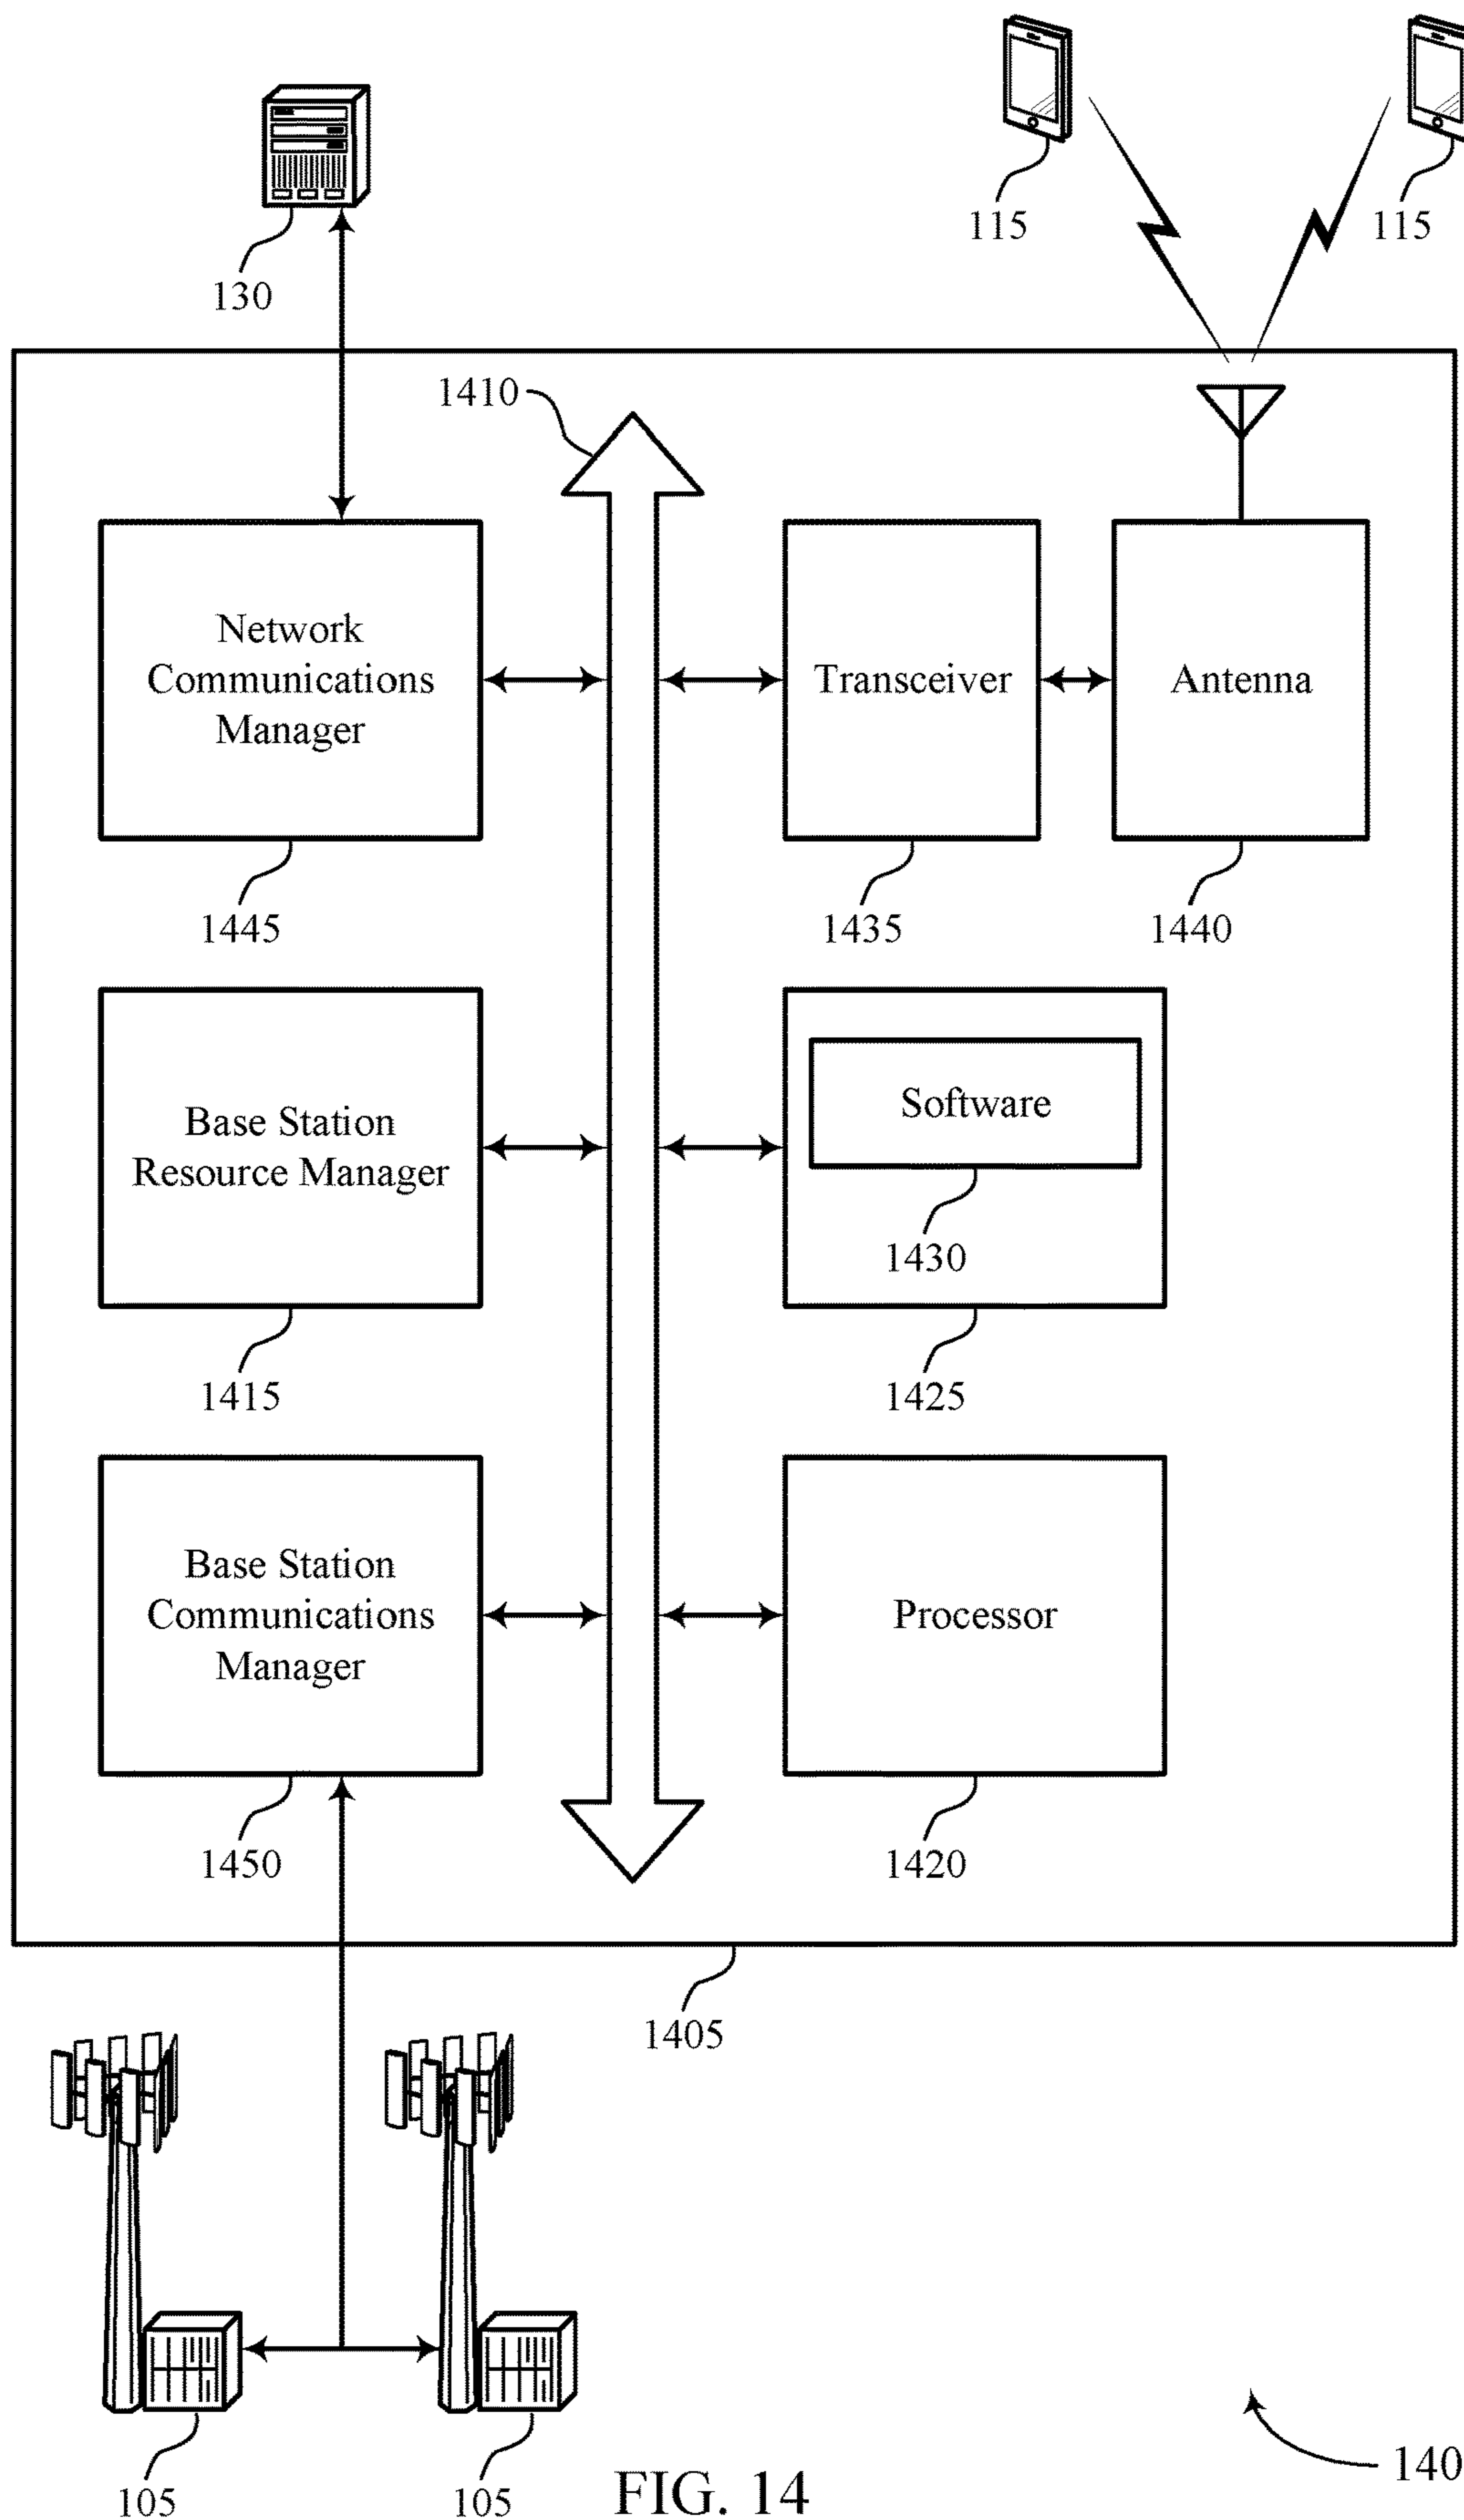 130
115
115
1410
Network
Communications
Manager
Transceiver
Antenna
1445
1435
1440
Base Station
Resource Manager
Software
1430
1415
1425
Base Station
Communications
Manager
Processor
1450
1420
1405
105
105
FIG. 14
140